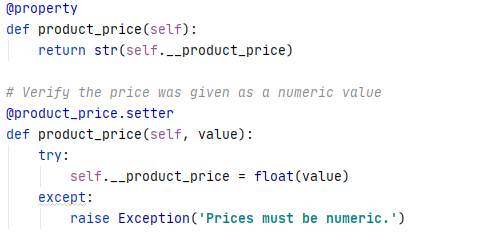 @property
def product_price(self):
    return str(self.__product_price)

# Verify the price was given as a numeric value
@product_price.setter
def product_price(self, value):
    try:
        self.__product_price = float(value)
    except:
        raise Exception('Prices must be numeric.')